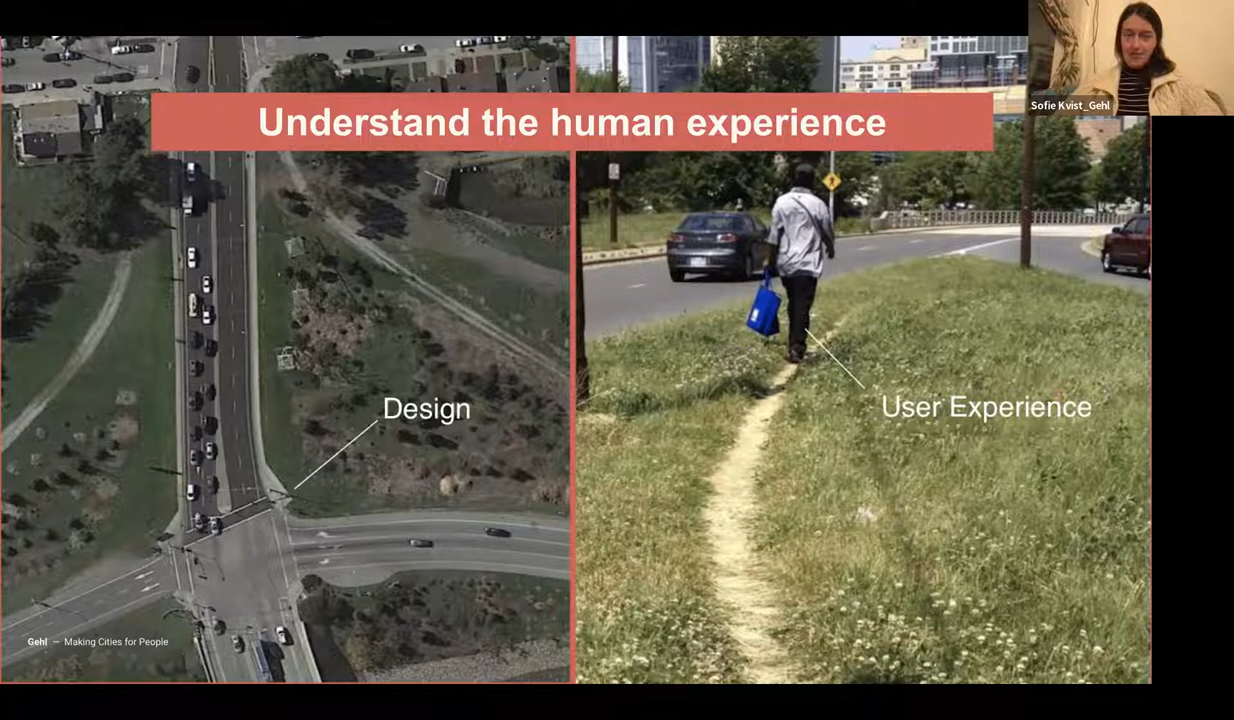 Understand the human experience
Sofie Kvist_Gehl
Design
User Experience
Gehl — Making Cities for People